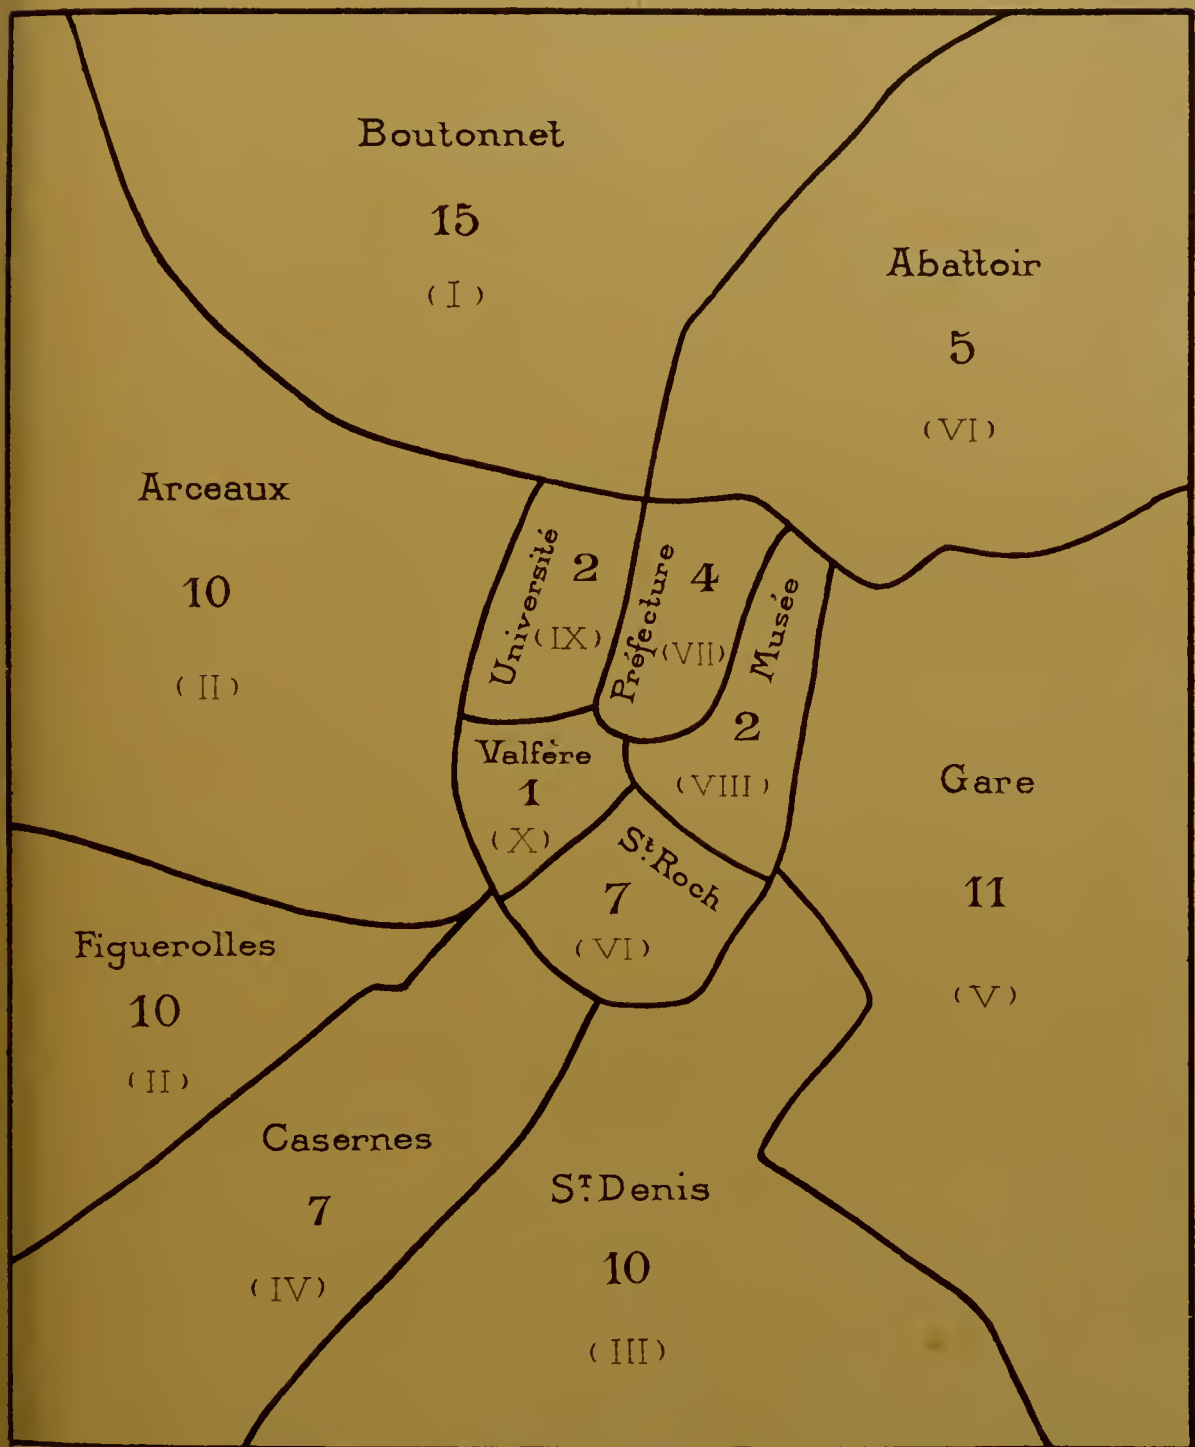 Boutonnet
15
(I)
Abattoir
5
(VI)
Arceaux
10
(II)
Université
2
(IX)
Préfecture
4
(VII)
Musée
2
(VIII)
Valfère
1
(X)
St. Roch
7
(VI)
Gare
11
(V)
Figuerolles
10
(II)
Casernes
7
(IV)
ST. Denis
10
(III)